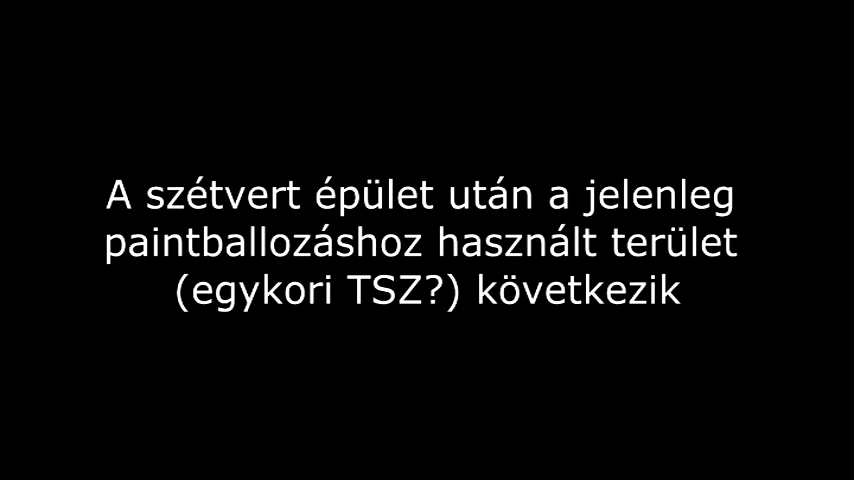 A szétvert épület után a jelenleg
paintballozáshoz használt terület
(egykori TSZ?) következik